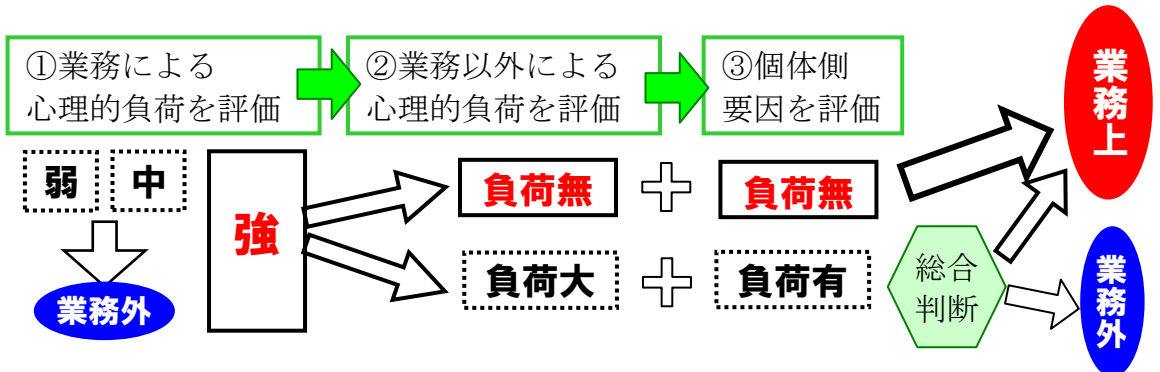 ①業務による
心理的負荷を評価
②業務以外による
心理的負荷を評価
③個体側
要因を評価
業務上
弱
中
強
負荷無
負荷無
業務外
負荷大
負荷有
総合
判断
業務外